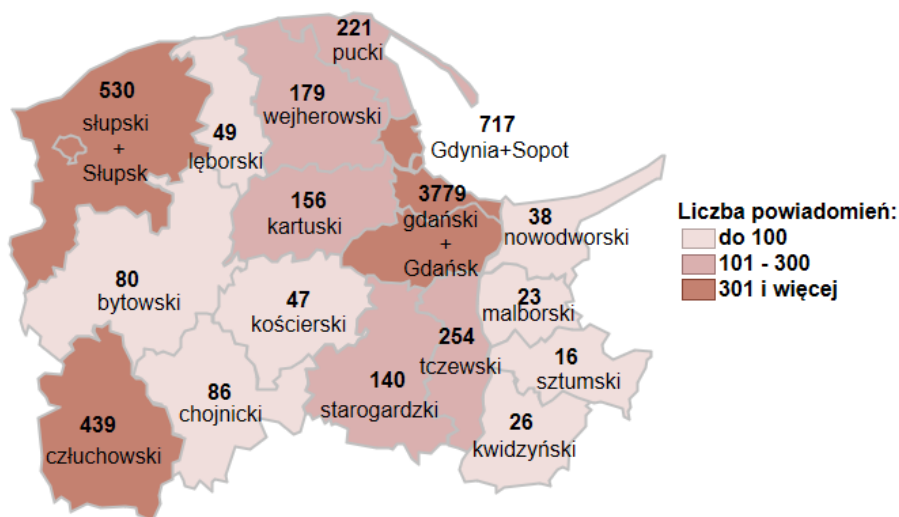 221
pucki
530
słupski
+
Słupsk
49
lęborski
179
wejherowski
717
Gdynia+Sopot
156
kartuski
3779
gdański
+
Gdańsk
38
nowodworski
Liczba powiadomień:
do 100
101 - 300
301 i więcej
80
bytowski
47
kościerski
23
malborski
254
tczewski
16
sztumski
86
chojnicki
140
starogardzki
439
człuchowski
26
kwidzyński